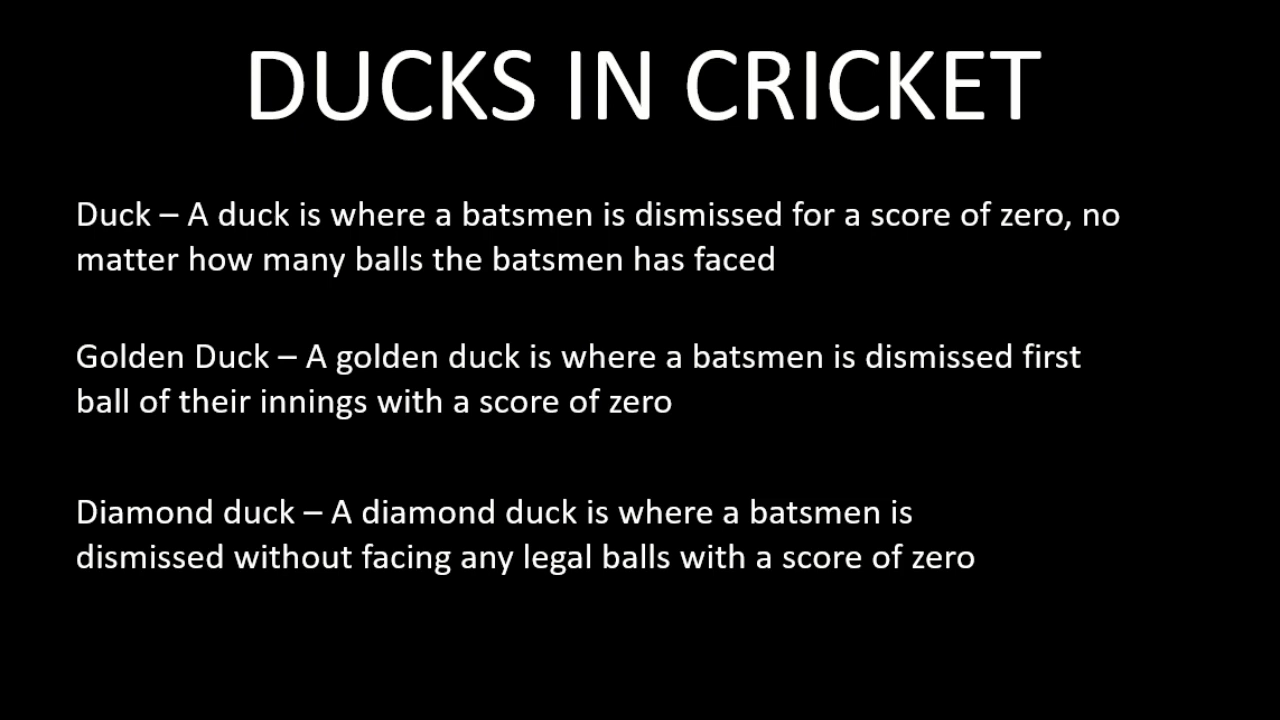 DUCKS IN CRICKET
Duck – A duck is where a batsmen is dismissed for a score of zero, no
matter how many balls the batsmen has faced
Golden Duck – A golden duck is where a batsmen is dismissed first
ball of their innings with a score of zero
Diamond duck – A diamond duck is where a batsmen is
dismissed without facing any legal balls with a score of zero